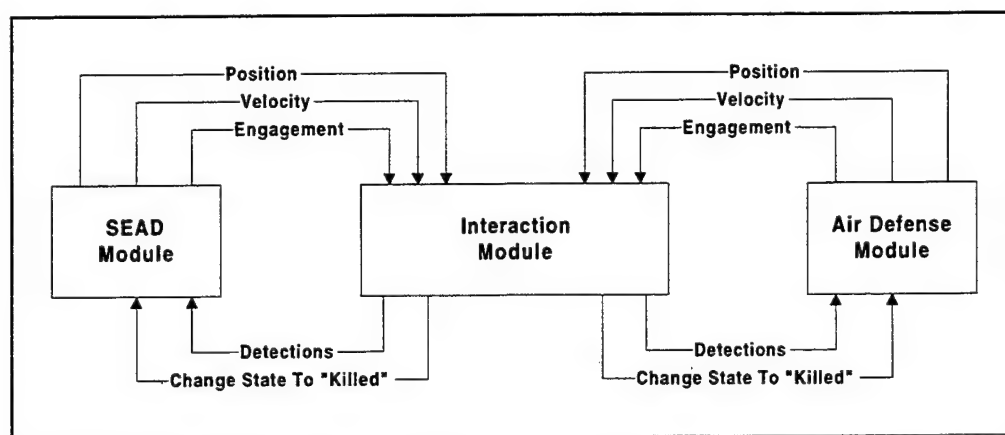 Position
Velocity
Engagement
Position
Velocity
Engagement
SEAD
Module
Interaction
Module
Air Defense
Module
Detections
Change State To "Killed"
Detections
Change State To "Killed"